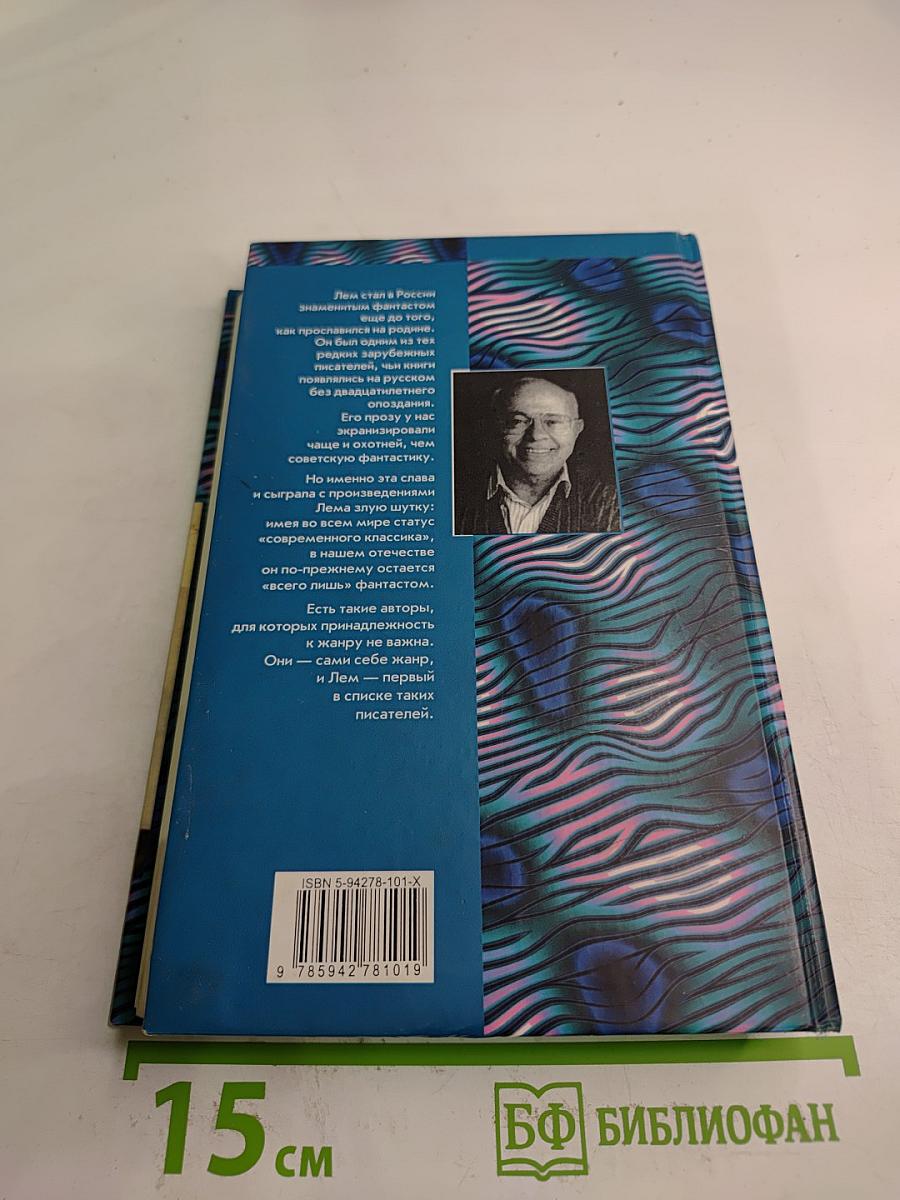 Лем стал в России
знаменитым фантастом
еще до того,
как прославился на родине.
Он был одним из тех
редких зарубежных
писателей, чьи книги
появлялись на русском
без двадцатилетнего
опоздания.
Его прозу у нас
экранизировали
чаще и охотней, чем
советскую фантастику.
Но именно эта слава
и сыграла с произведениями
Лема злую шутку:
имея во всем мире статус
«современного классика»,
в нашем отечестве
он по-прежнему остается
«всего лишь» фантастом.
Есть такие авторы,
для которых принадлежность
к жанру не важна.
Они — сами себе жанр,
и Лем — первый
в списке таких
писателей.
ISBN 5-94278-101-X
9 785942 781019
15 см
БФ БИБЛИОФАН